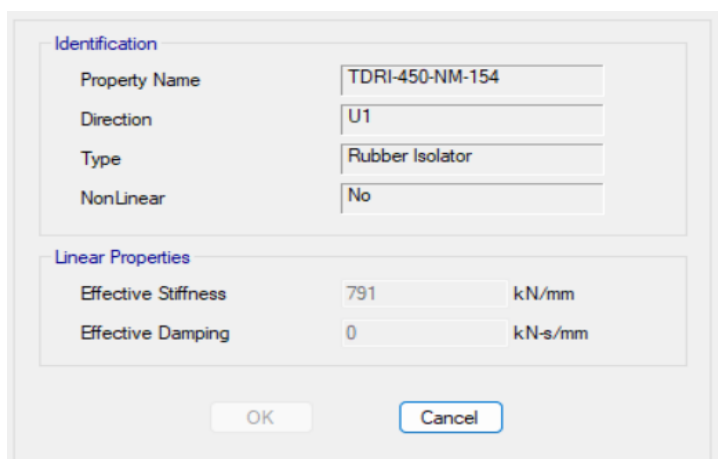 Identification
Property Name TDRI-450-NM-154
Direction U1
Type Rubber Isolator
NonLinear No
Linear Properties
Effective Stiffness 791 kN/mm
Effective Damping 0 kN-s/mm
OK Cancel